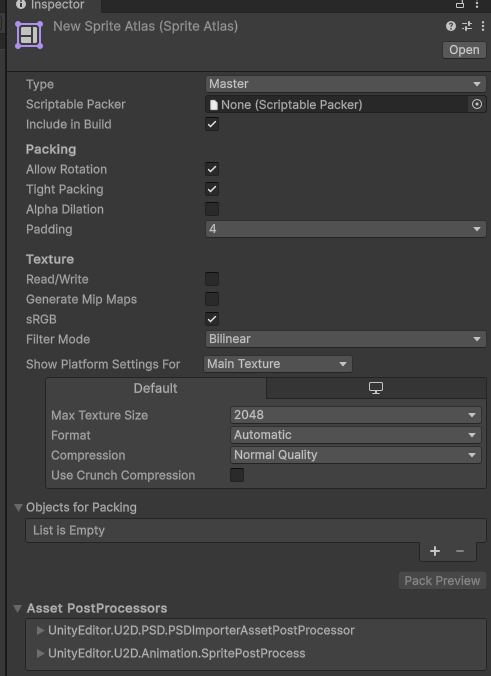 Inspector
New Sprite Atlas (Sprite Atlas)
Open
Type Master
Scriptable Packer None (Scriptable Packer)
Include in Build
Packing
Allow Rotation
Tight Packing
Alpha Dilation
Padding 4
Texture
Read/Write
Generate Mip Maps
sRGB
Filter Mode Bilinear
Show Platform Settings For Main Texture
Default
Max Texture Size 2048
Format Automatic
Compression Normal Quality
Use Crunch Compression
Objects for Packing
List is Empty
Pack Preview
Asset PostProcessors
UnityEditor.U2D.PSD.PSDImporterAssetPostProcessor
UnityEditor.U2D.Animation.SpritePostProcess